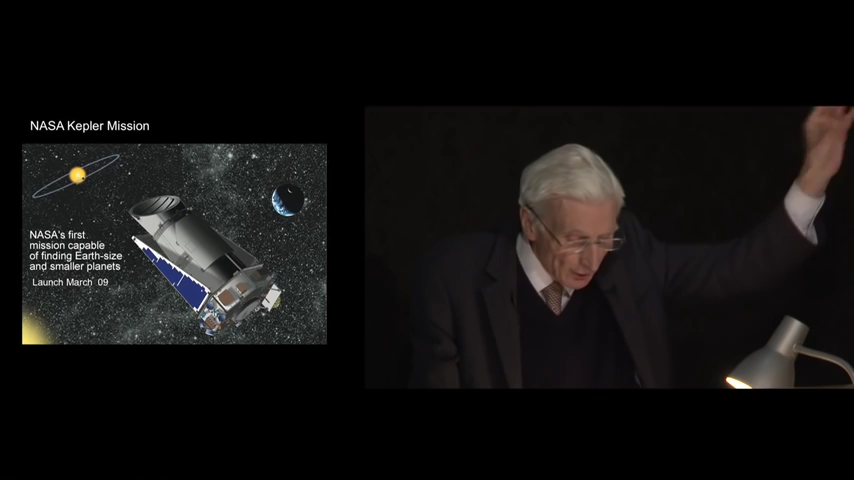 NASA Kepler Mission
NASA's first
mission capable
of finding Earth-size
and smaller planets
Launch March' 09